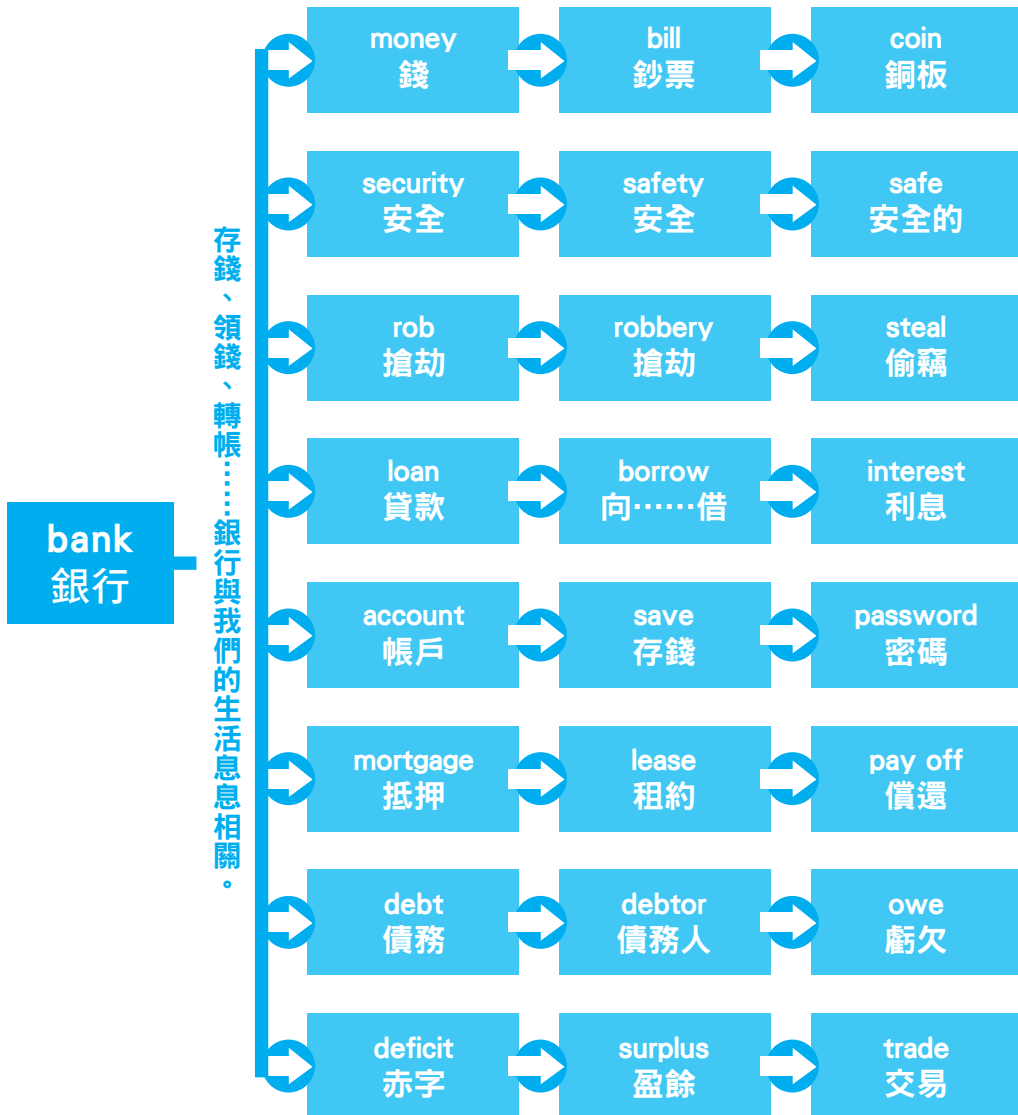 bank
銀行
存錢、領錢、轉帳……銀行與我們的生活息息相關。
money
錢
bill
鈔票
coin
銅板
security
安全
safety
安全
safe
安全的
rob
搶劫
robbery
搶劫
steal
偷竊
loan
貸款
borrow
向……借
interest
利息
account
帳戶
save
存錢
password
密碼
mortgage
抵押
lease
租約
pay off
償還
debt
債務
debtor
債務人
owe
虧欠
deficit
赤字
surplus
盈餘
trade
交易